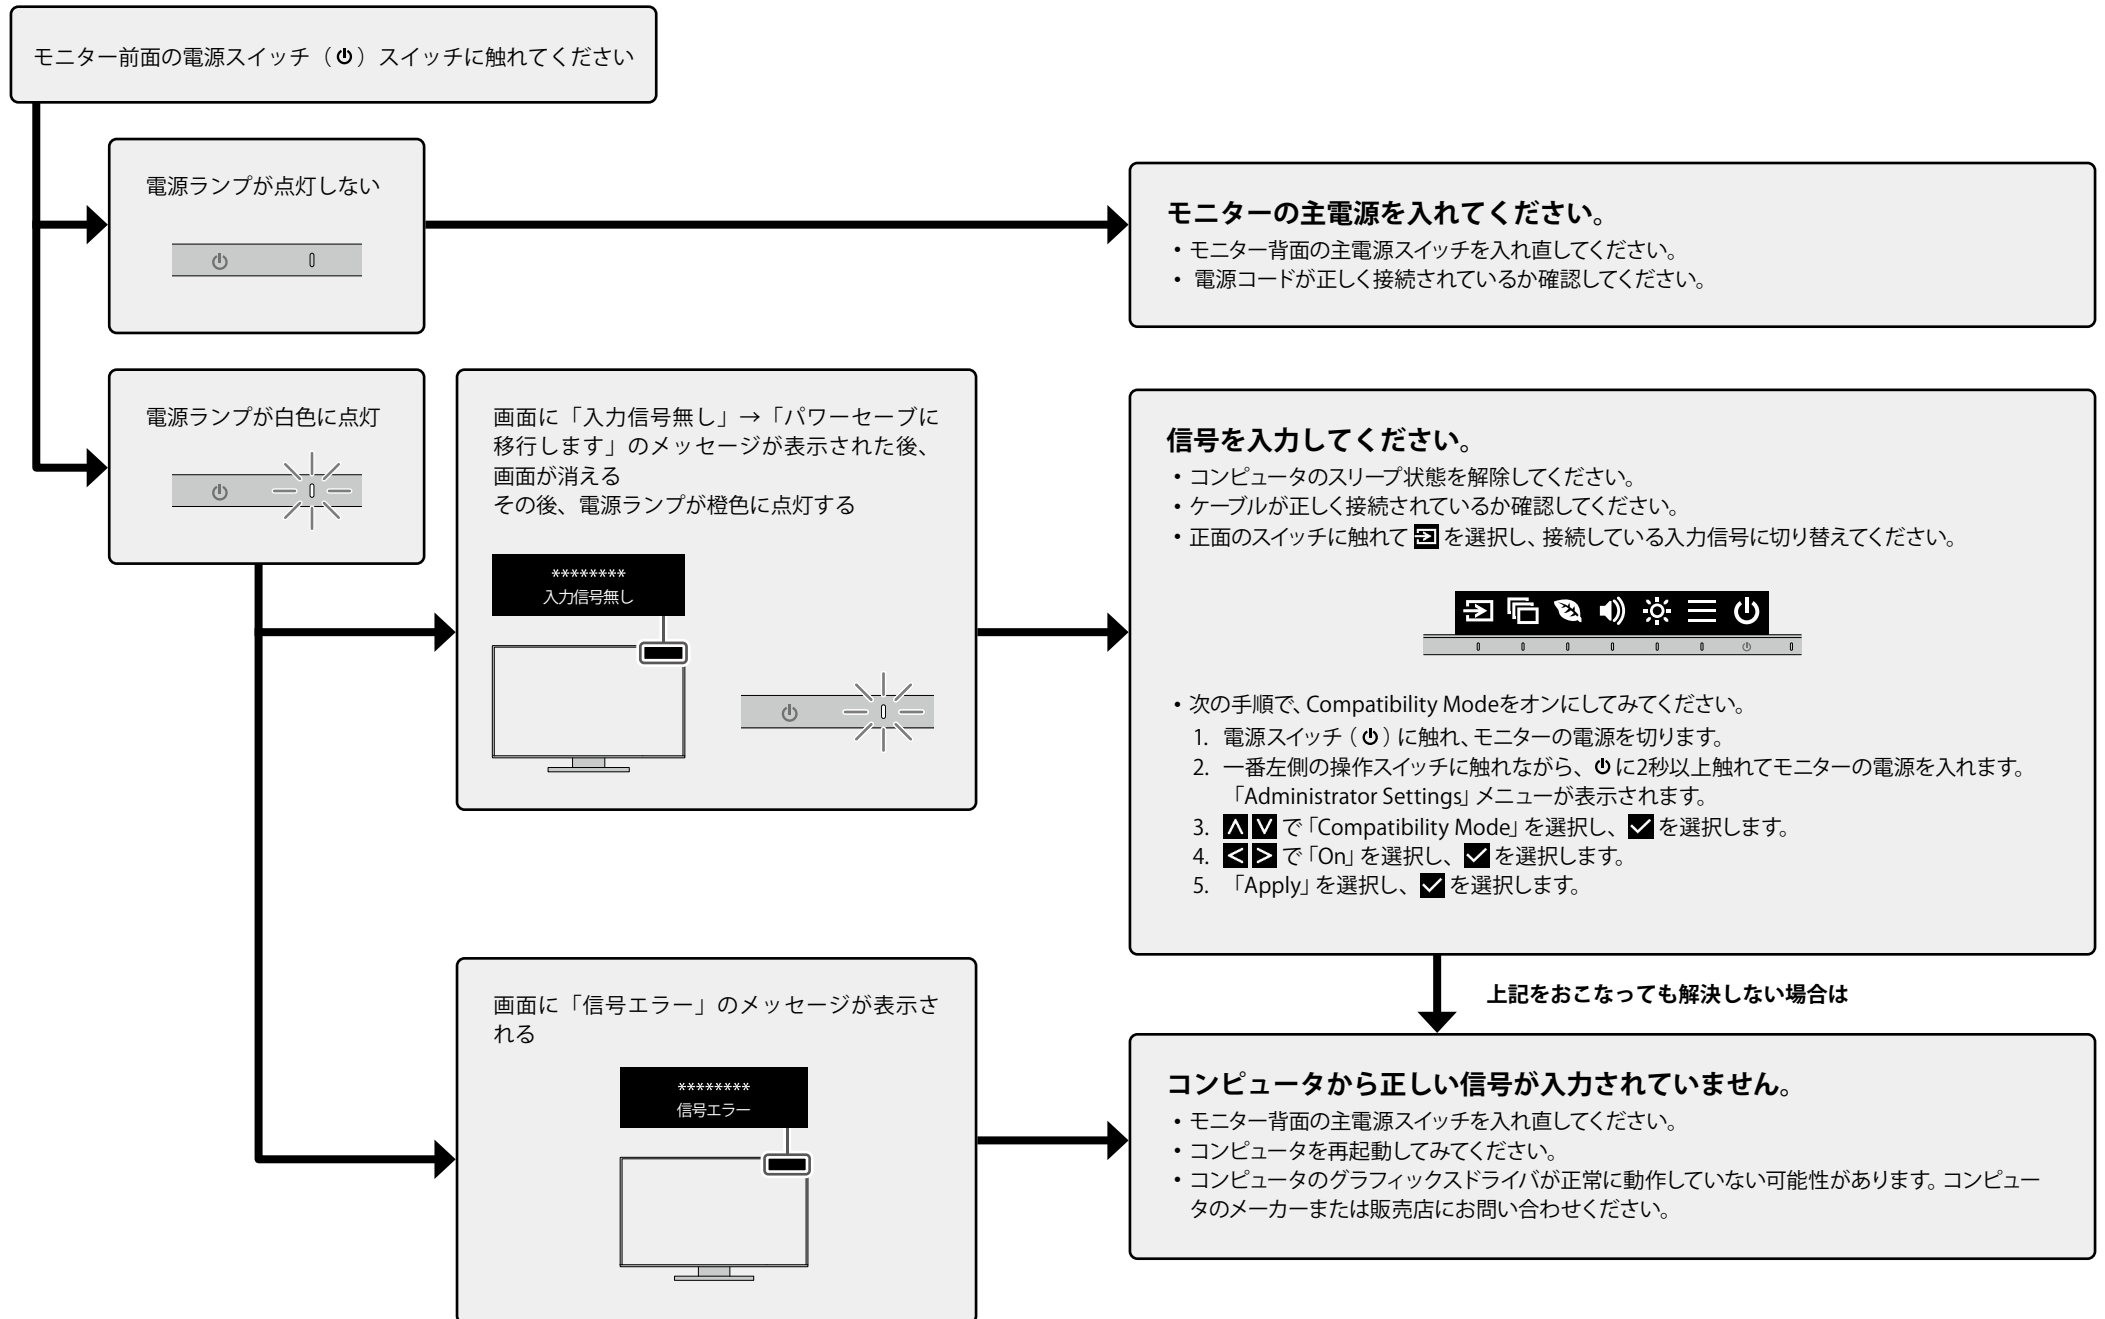 モニター前面の電源スイッチ（⏻）スイッチに触れてください
電源ランプが点灯しない
モニターの主電源を入れてください。
・モニター背面の主電源スイッチを入れ直してください。
・電源コードが正しく接続されているか確認してください。
電源ランプが白色に点灯
画面に「入力信号無し」→「パワーセーブに
移行します」のメッセージが表示された後、
画面が消える
その後、電源ランプが橙色に点灯する
********
入力信号無し
信号を入力してください。
・コンピュータのスリープ状態を解除してください。
・ケーブルが正しく接続されているか確認してください。
・正面のスイッチに触れて を選択し、接続している入力信号に切り替えてください。
・次の手順で、Compatibility Modeをオンにしてみてください。
1. 電源スイッチ（⏻）に触れ、モニターの電源を切ります。
2. 一番左側の操作スイッチに触れながら、⏻に2秒以上触れてモニターの電源を入れます。
「Administrator Settings」メニューが表示されます。
3. ∧ ∨ で「Compatibility Mode」を選択し、✓を選択します。
4. < > で「On」を選択し、✓を選択します。
5. 「Apply」を選択し、✓を選択します。
上記をおこなっても解決しない場合は
画面に「信号エラー」のメッセージが表示さ
れる
********
信号エラー
コンピュータから正しい信号が入力されていません。
・モニター背面の主電源スイッチを入れ直してください。
・コンピュータを再起動してみてください。
・コンピュータのグラフィックスドライバが正常に動作していない可能性があります。コンピュー
タのメーカーまたは販売店にお問い合わせください。